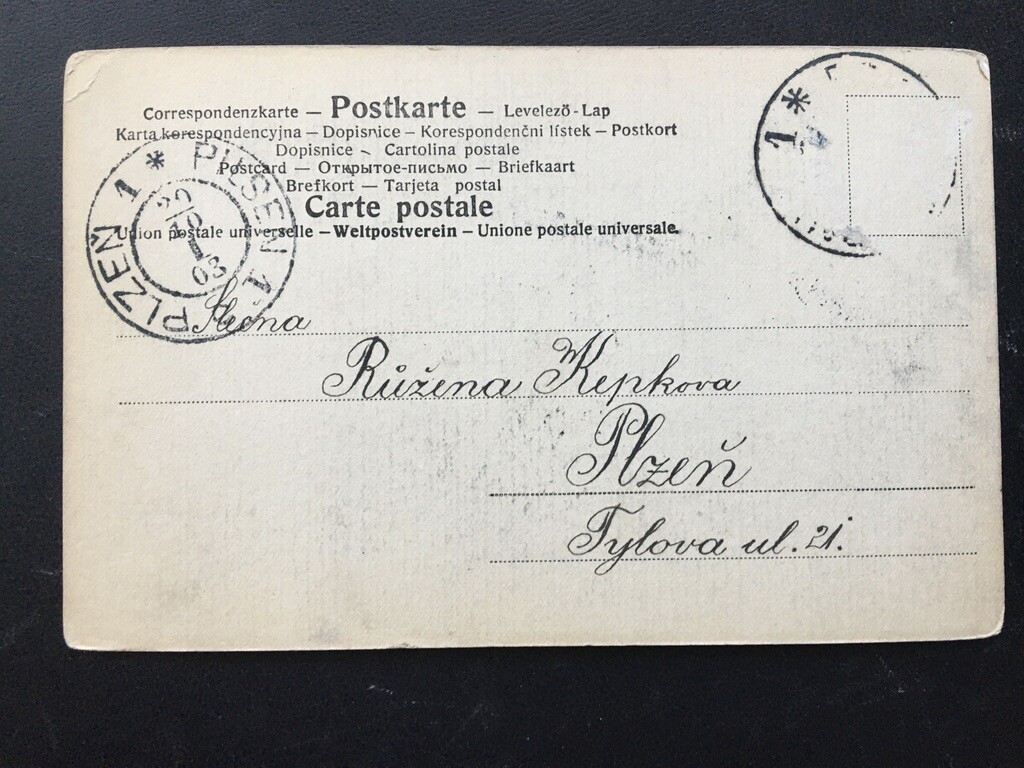 Correspondenzkarte – Postkarte – Levelező-Lap
Karta korespondencyjna – Dopisnice – Korespondenčni lístek – Postkort
Dopisnice – Cartolina postale
Postcard — Открытое-письмо — Briefkaart
Brefkort — Tarjeta postal
Carte postale
Union postale universelle – Weltpostverein – Unione postale universale.
PLZEŇ 1 * PILSEN 1
03
1 *
Slečna
Růžena Kepkova
Plzeň
Tylova ul. 21.